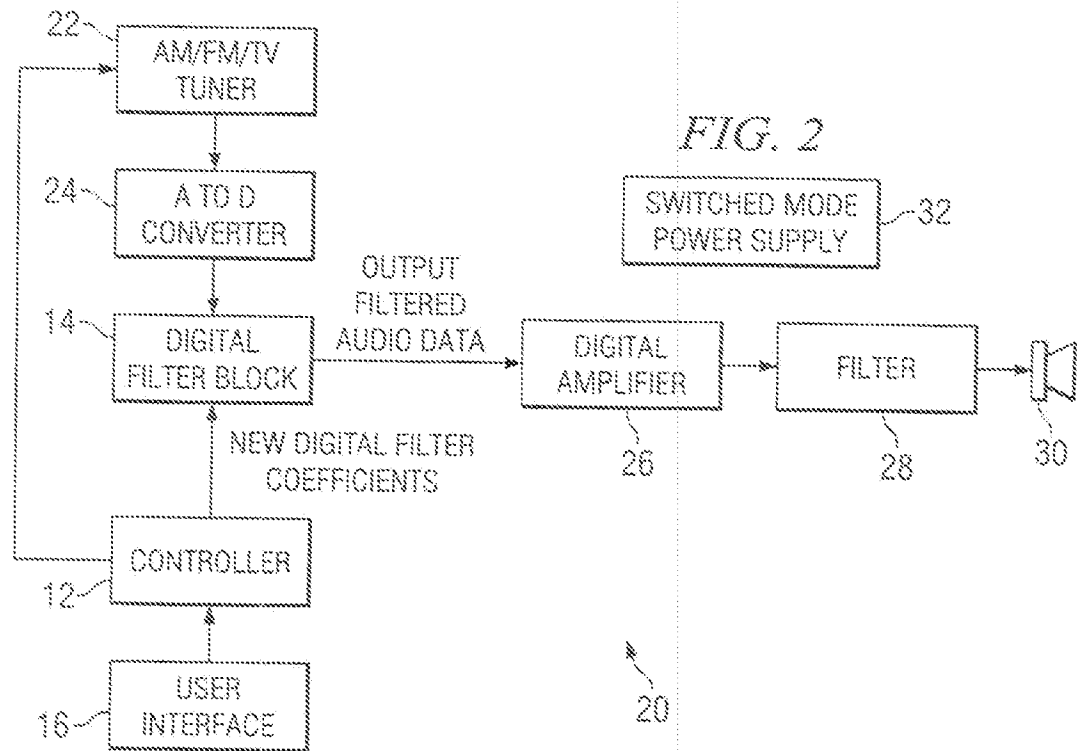 22
AM/FM/TV
TUNER
FIG. 2
24
A TO D
CONVERTER
SWITCHED MODE
POWER SUPPLY
32
14
DIGITAL
FILTER BLOCK
OUTPUT
FILTERED
AUDIO DATA
DIGITAL
AMPLIFIER
26
FILTER
28
30
NEW DIGITAL FILTER
COEFFICIENTS
CONTROLLER
12
USER
INTERFACE
16
20